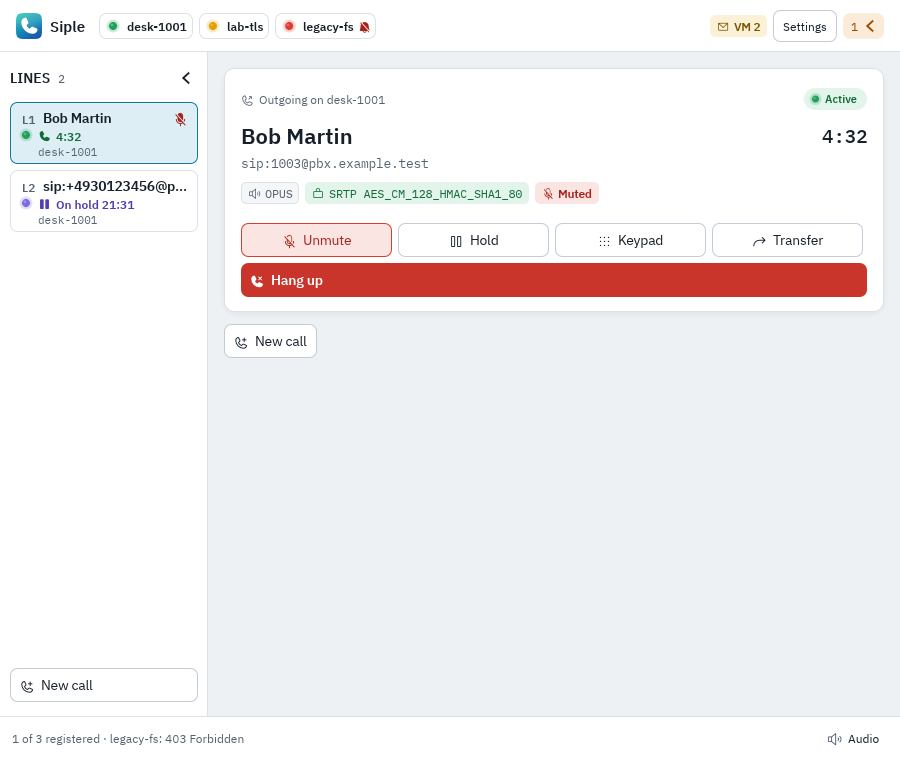 Siple
desk-1001
lab-tls
legacy-fs
VM 2
Settings
1
LINES 2
L1 Bob Martin
4:32
desk-1001
L2 sip:+4930123456@p...
On hold 21:31
desk-1001
New call
Outgoing on desk-1001
Active
Bob Martin
4:32
sip:1003@pbx.example.test
OPUS
SRTP AES_CM_128_HMAC_SHA1_80
Muted
Unmute
Hold
Keypad
Transfer
Hang up
New call
1 of 3 registered · legacy-fs: 403 Forbidden
Audio